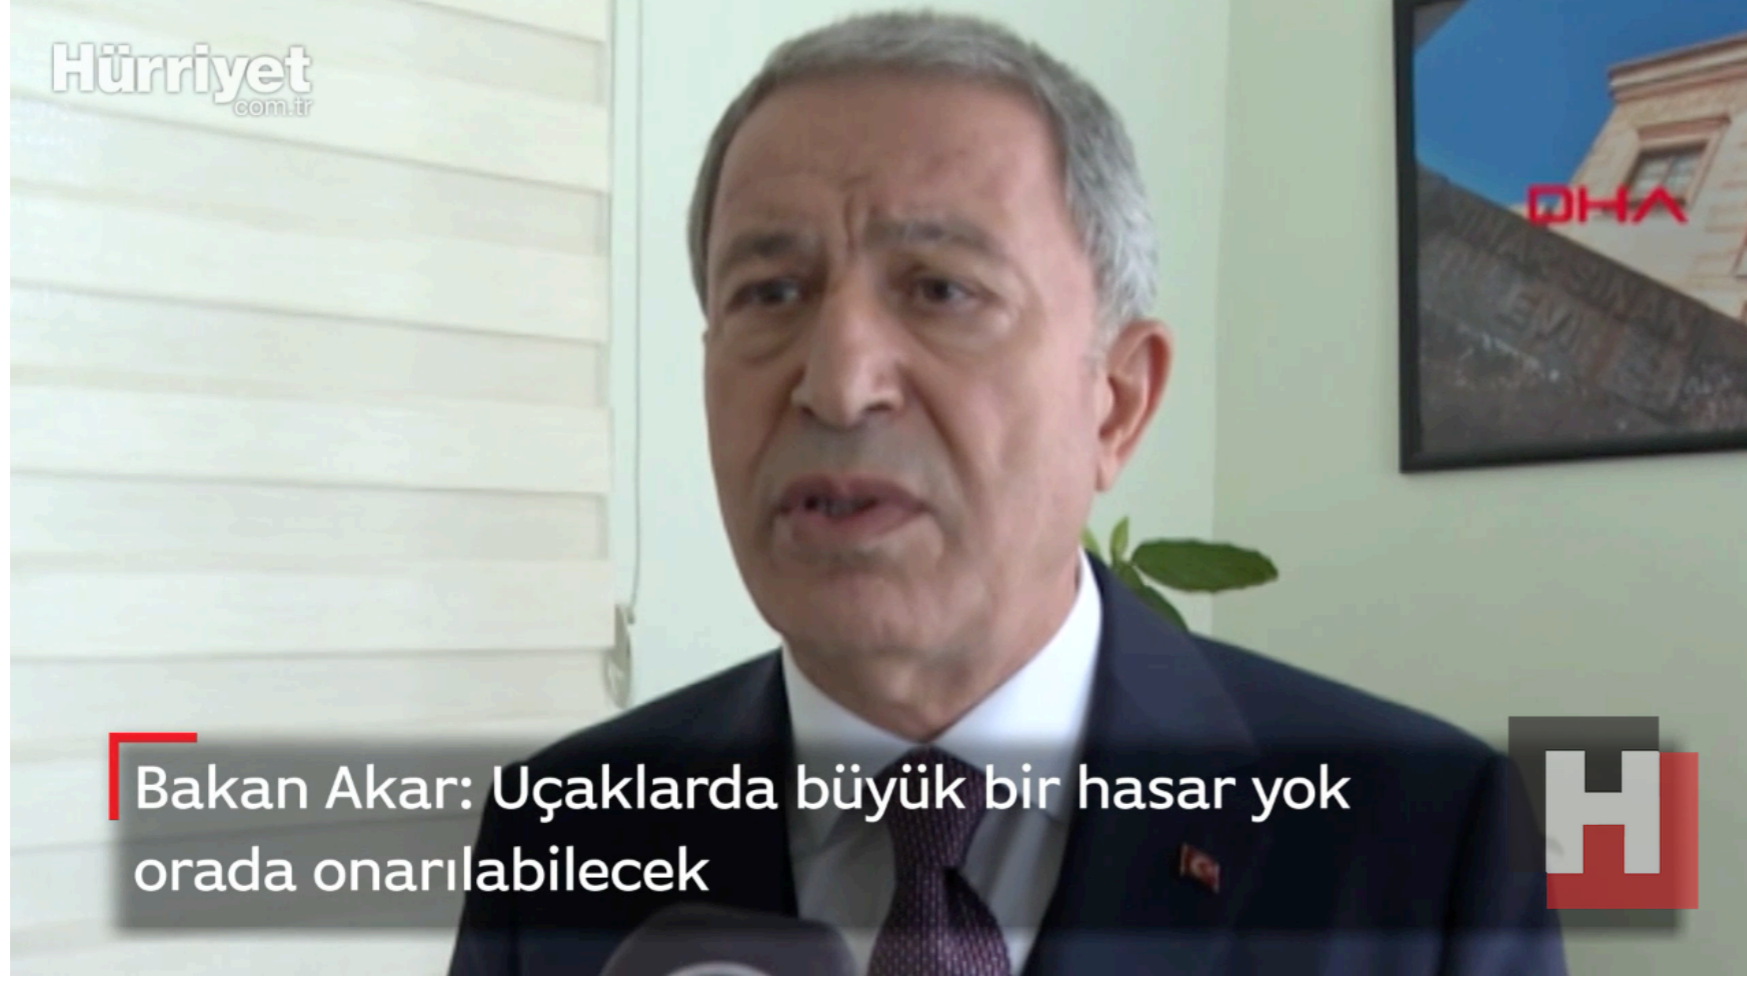 Hürriyet
com.tr
DHA
Bakan Akar: Uçaklarda büyük bir hasar yok
orada onarılabilecek
H